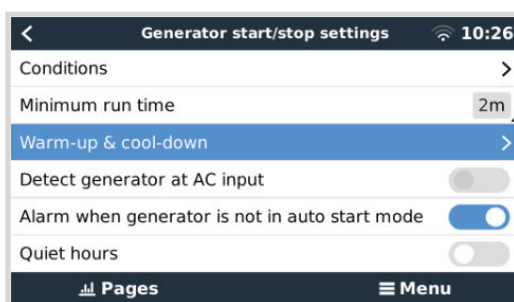 Generator start/stop settings 10:26
Conditions
Minimum run time 2m
Warm-up & cool-down
Detect generator at AC input
Alarm when generator is not in auto start mode
Quiet hours
Pages Menu